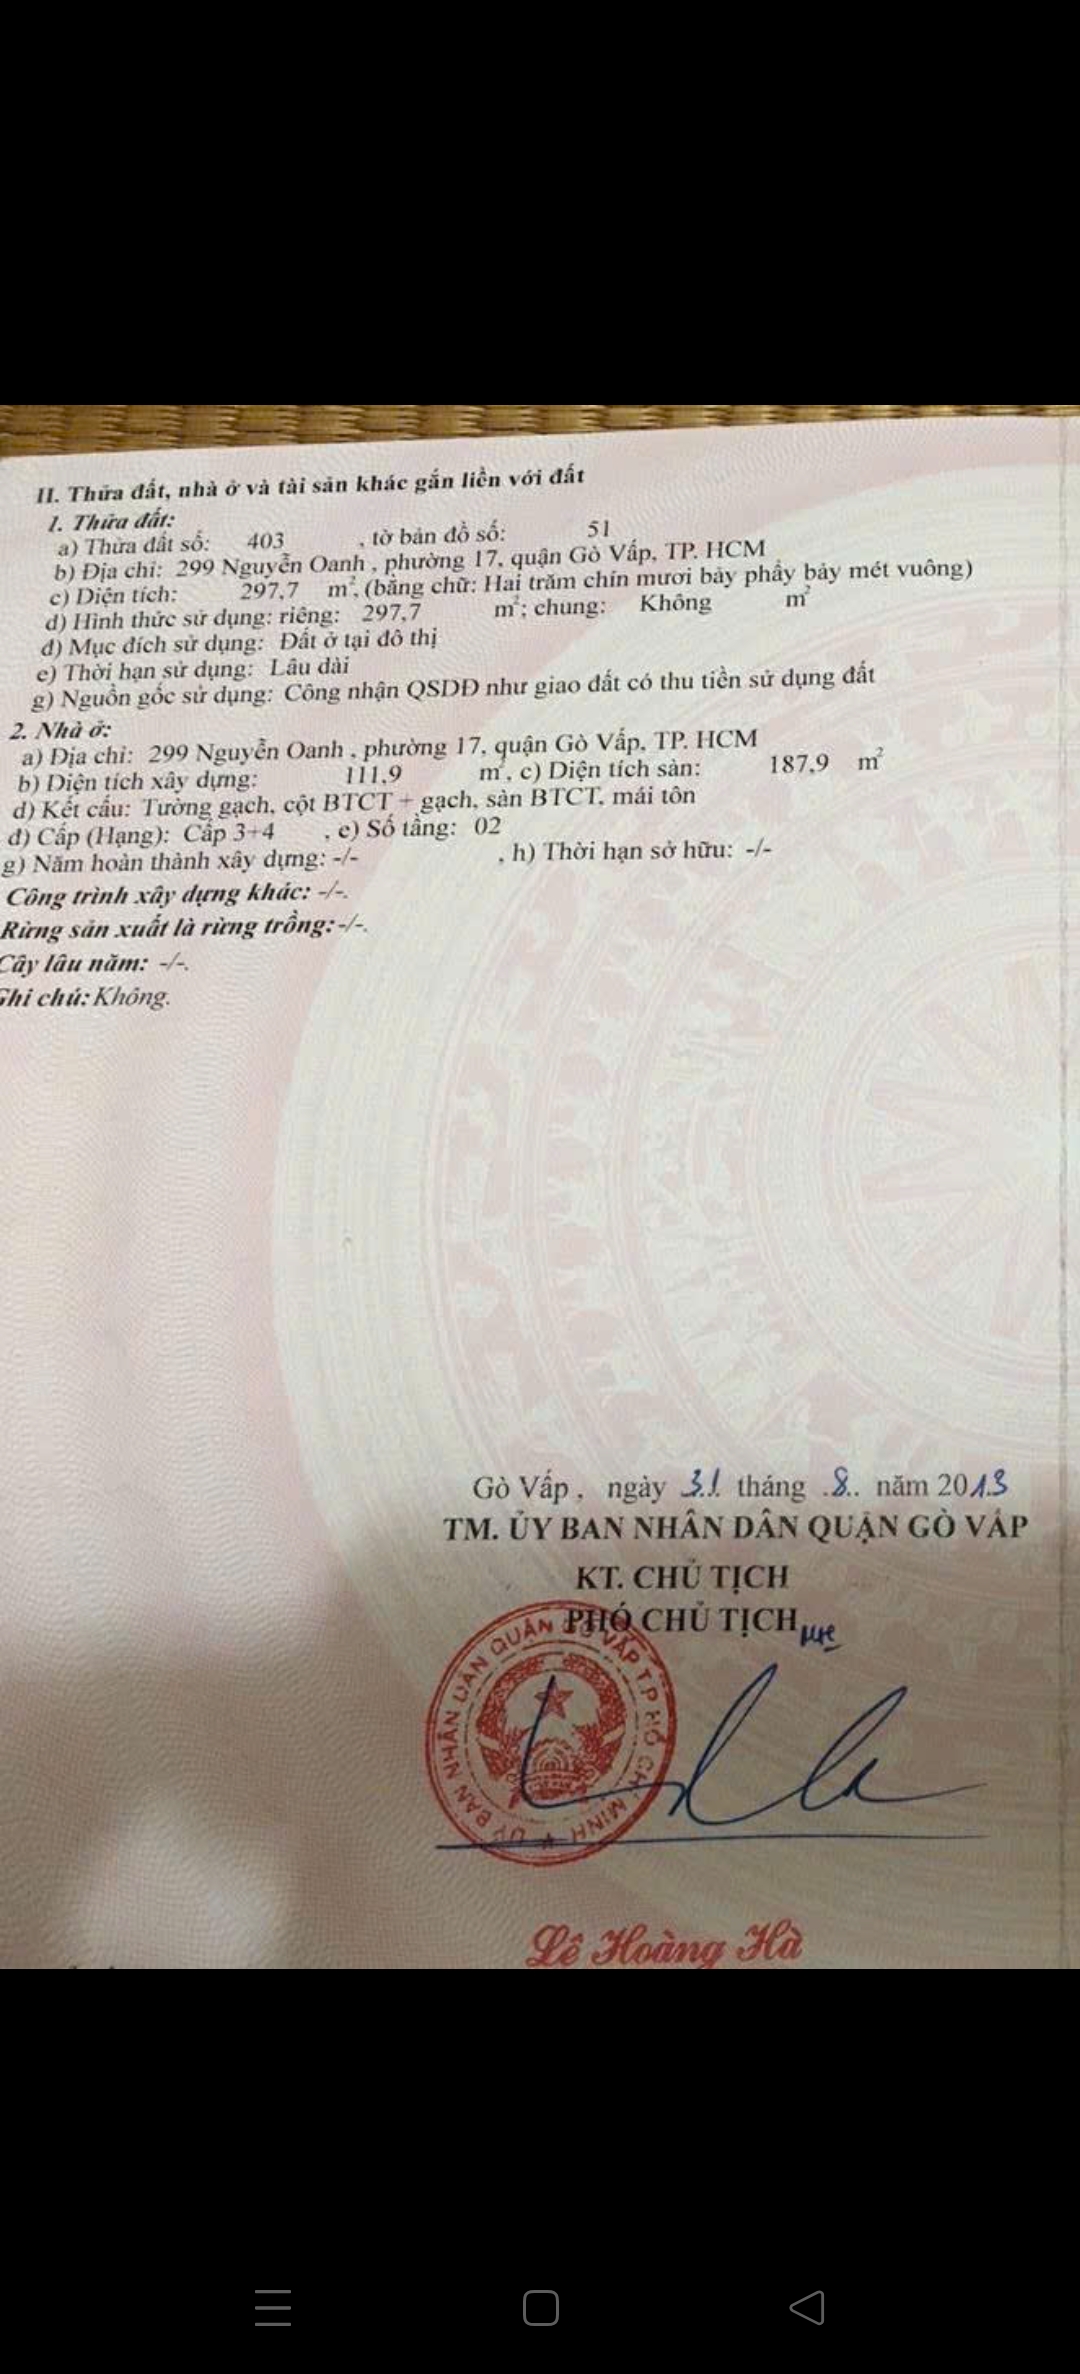 II. Thửa đất, nhà ở và tài sản khác gắn liền với đất
1. Thửa đất:
a) Thửa đất số: 403 , tờ bản đồ số: 51
b) Địa chỉ: 299 Nguyễn Oanh , phường 17, quận Gò Vấp, TP. HCM
c) Diện tích: 297,7 m², (bằng chữ: Hai trăm chín mươi bảy phẩy bảy mét vuông)
d) Hình thức sử dụng: riêng: 297,7 m²; chung: Không m²
đ) Mục đích sử dụng: Đất ở tại đô thị
e) Thời hạn sử dụng: Lâu dài
g) Nguồn gốc sử dụng: Công nhận QSDĐ như giao đất có thu tiền sử dụng đất
2. Nhà ở:
a) Địa chỉ: 299 Nguyễn Oanh , phường 17, quận Gò Vấp, TP. HCM
b) Diện tích xây dựng: 111,9 m², c) Diện tích sàn: 187,9 m²
d) Kết cấu: Tường gạch, cột BTCT + gạch, sàn BTCT, mái tôn
đ) Cấp (Hạng): Cấp 3+4 , e) Số tầng: 02
g) Năm hoàn thành xây dựng: -/- , h) Thời hạn sở hữu: -/-
Công trình xây dựng khác: -/-.
Rừng sản xuất là rừng trồng: -/-.
Cây lâu năm: -/-.
Ghi chú: Không.
Gò Vấp , ngày 31 tháng 8 năm 2013
TM. ỦY BAN NHÂN DÂN QUẬN GÒ VẤP
KT. CHỦ TỊCH
PHÓ CHỦ TỊCH
ỦY BAN NHÂN DÂN QUẬN GÒ VẤP T.P HỒ CHÍ MINH
Lê Hoàng Hà